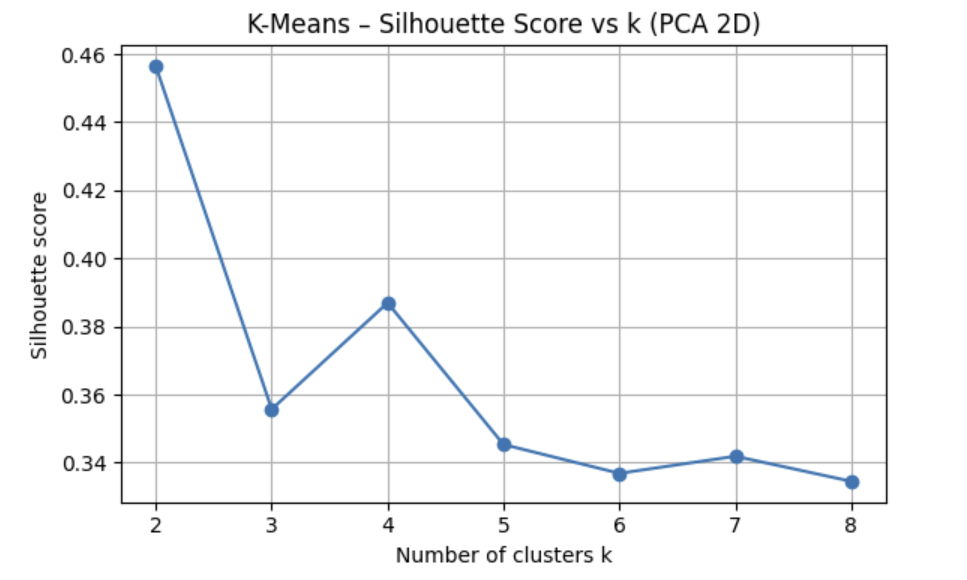 K-Means – Silhouette Score vs k (PCA 2D)
0.46
0.44
0.42
0.40
0.38
0.36
0.34
Silhouette score
2 3 4 5 6 7 8
Number of clusters k